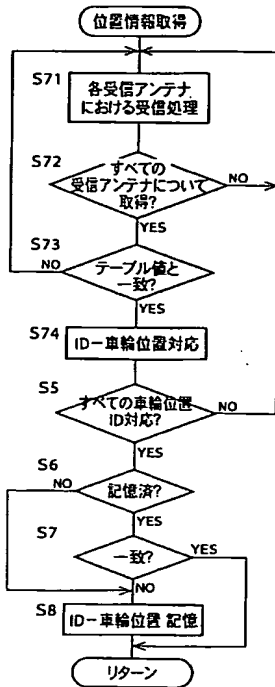 位置情報取得
S71
各受信アンテナ
における受信処理
S72
すべての
受信アンテナについて
取得?
NO
YES
S73
テーブル値と
一致?
NO
YES
S74
ID-車輪位置対応
S5
すべての車輪位置
ID対応?
NO
YES
S6
記憶済?
NO
YES
S7
一致?
YES
NO
S8
ID-車輪位置 記憶
リターン